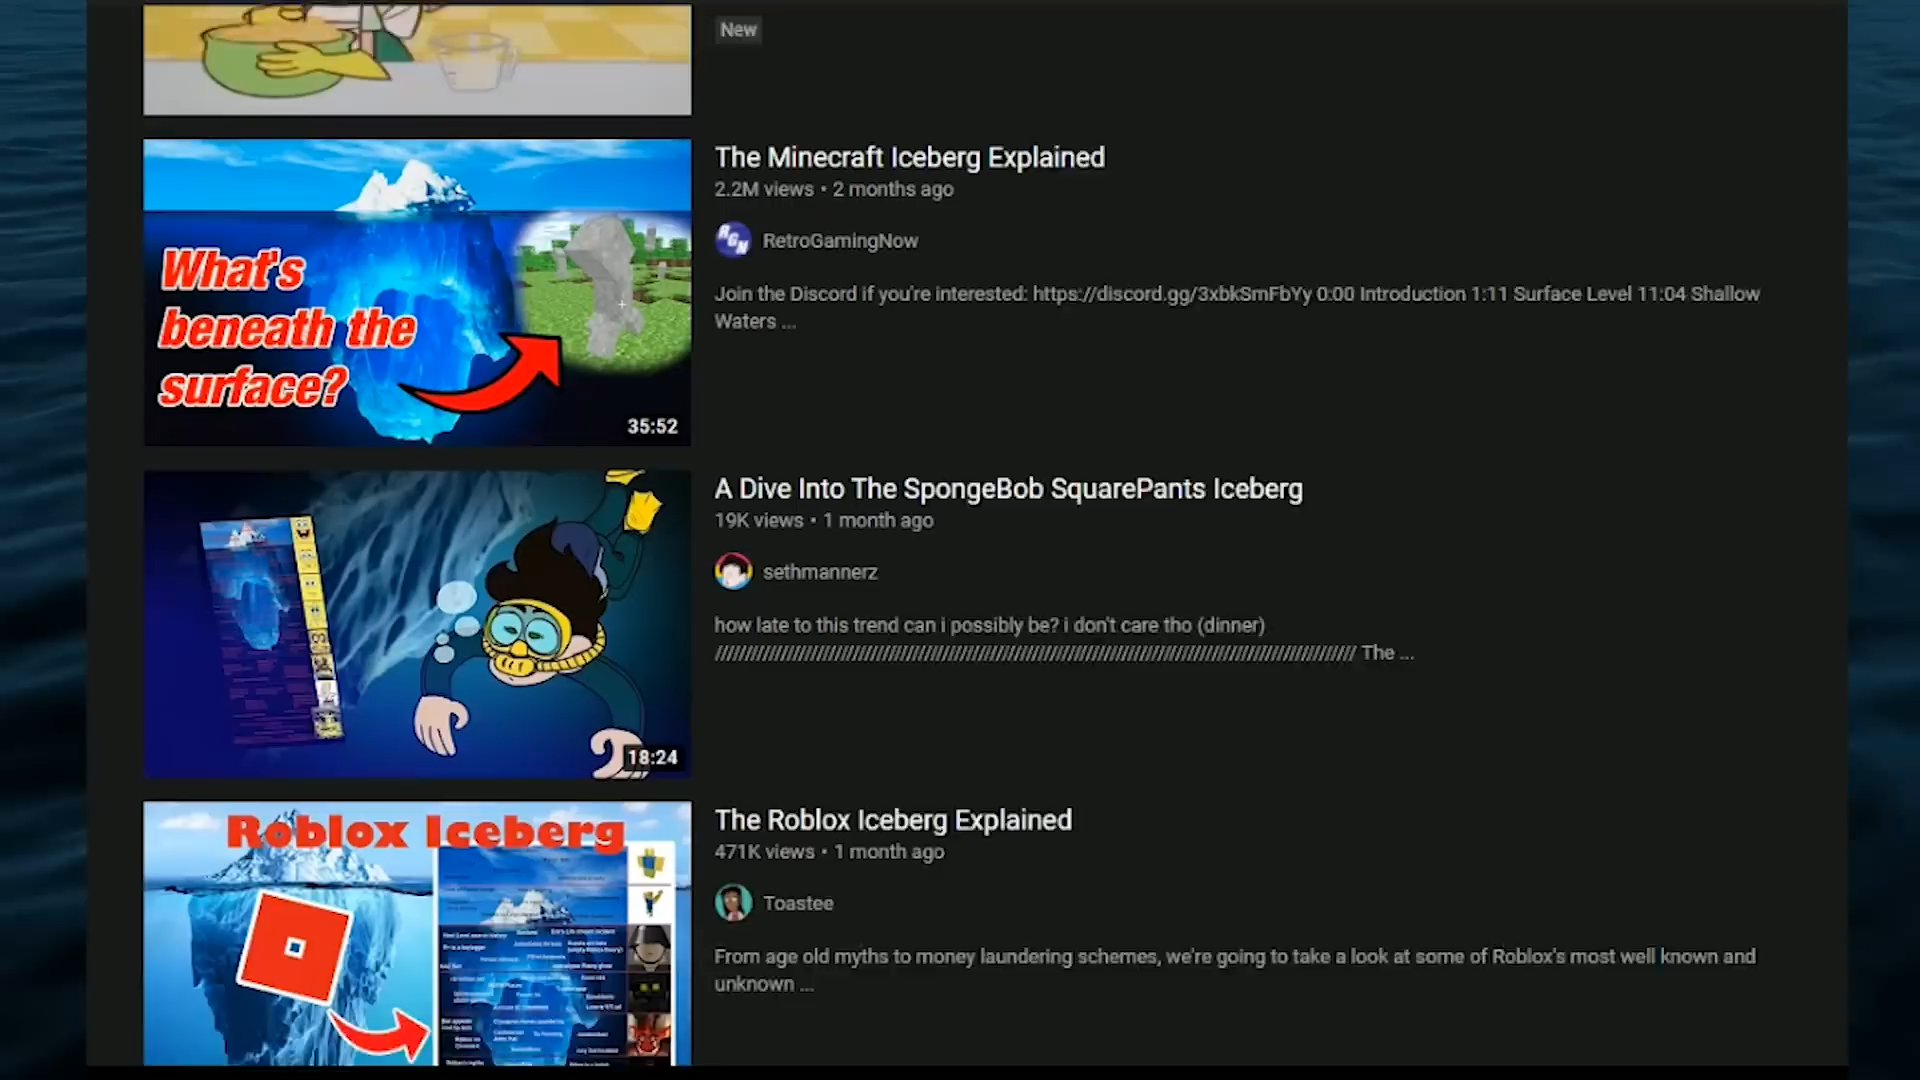 New
The Minecraft Iceberg Explained
2.2M views • 2 months ago
RGN
RetroGamingNow
Join the Discord if you're interested: https://discord.gg/3xbkSmFbYy 0:00 Introduction 1:11 Surface Level 11:04 Shallow
Waters ...
What's
beneath the
surface?
35:52
A Dive Into The SpongeBob SquarePants Iceberg
19K views • 1 month ago
sethmannerz
how late to this trend can i possibly be? i don't care tho (dinner)
The ...
18:24
The Roblox Iceberg Explained
471K views • 1 month ago
Toastee
From age old myths to money laundering schemes, we're going to take a look at some of Roblox's most well known and
unknown ...
Roblox Iceberg